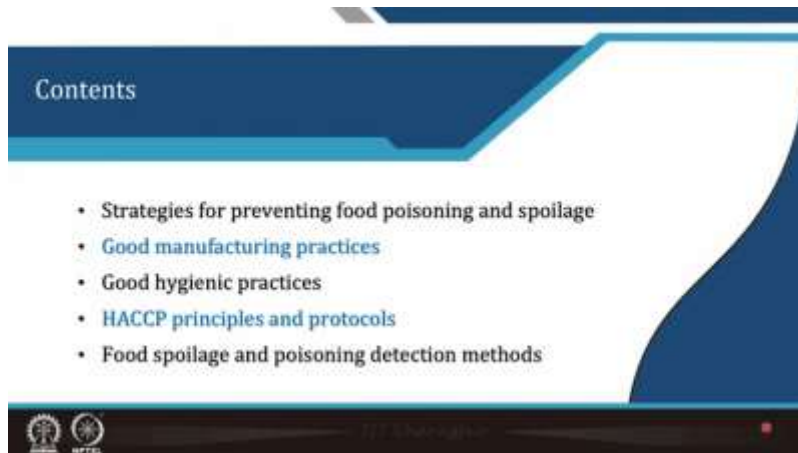 Contents
• Strategies for preventing food poisoning and spoilage
• Good manufacturing practices
• Good hygienic practices
• HACCP principles and protocols
• Food spoilage and poisoning detection methods
NPTEL